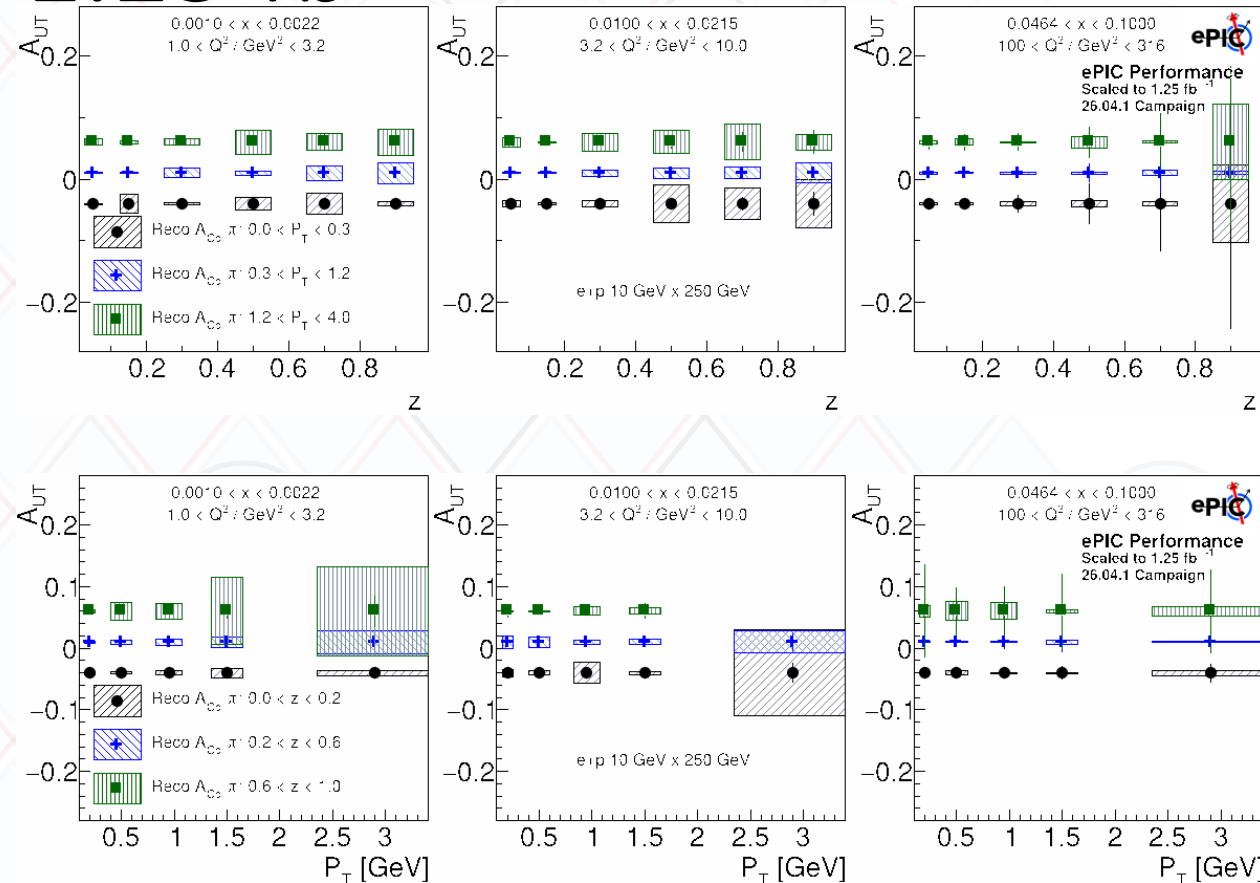 A_UT
0.0010 < x < 0.0022
1.0 < Q² / GeV² < 3.2
0.2
0
−0.2
Reco A_Co π⁺ 0.0 < P_T < 0.3
Reco A_Co π⁺ 0.3 < P_T < 1.2
Reco A_Co π⁺ 1.2 < P_T < 4.0
0.2 0.4 0.6 0.8
z
A_UT
0.0100 < x < 0.0215
3.2 < Q² / GeV² < 10.0
0.2
0
−0.2
e+p 10 GeV x 250 GeV
0.2 0.4 0.6 0.8
z
A_UT
0.0464 < x < 0.1000
100 < Q² / GeV² < 316
ePIC
ePIC Performance
Scaled to 1.25 fb⁻¹
26.04.1 Campaign
0.2
0
−0.2
0.2 0.4 0.6 0.8
z
A_UT
0.0010 < x < 0.0022
1.0 < Q² / GeV² < 3.2
0.2
0.1
0
−0.1
−0.2
Reco A_Co π⁺ 0.0 < z < 0.2
Reco A_Co π⁺ 0.2 < z < 0.6
Reco A_Co π⁺ 0.6 < z < 1.0
0.5 1 1.5 2 2.5 3
P_T [GeV]
A_UT
0.0100 < x < 0.0215
3.2 < Q² / GeV² < 10.0
0.2
0.1
0
−0.1
−0.2
e+p 10 GeV x 250 GeV
0.5 1 1.5 2 2.5 3
P_T [GeV]
A_UT
0.0464 < x < 0.1000
100 < Q² / GeV² < 316
ePIC
ePIC Performance
Scaled to 1.25 fb⁻¹
26.04.1 Campaign
0.2
0.1
0
−0.1
−0.2
0.5 1 1.5 2 2.5 3
P_T [GeV]